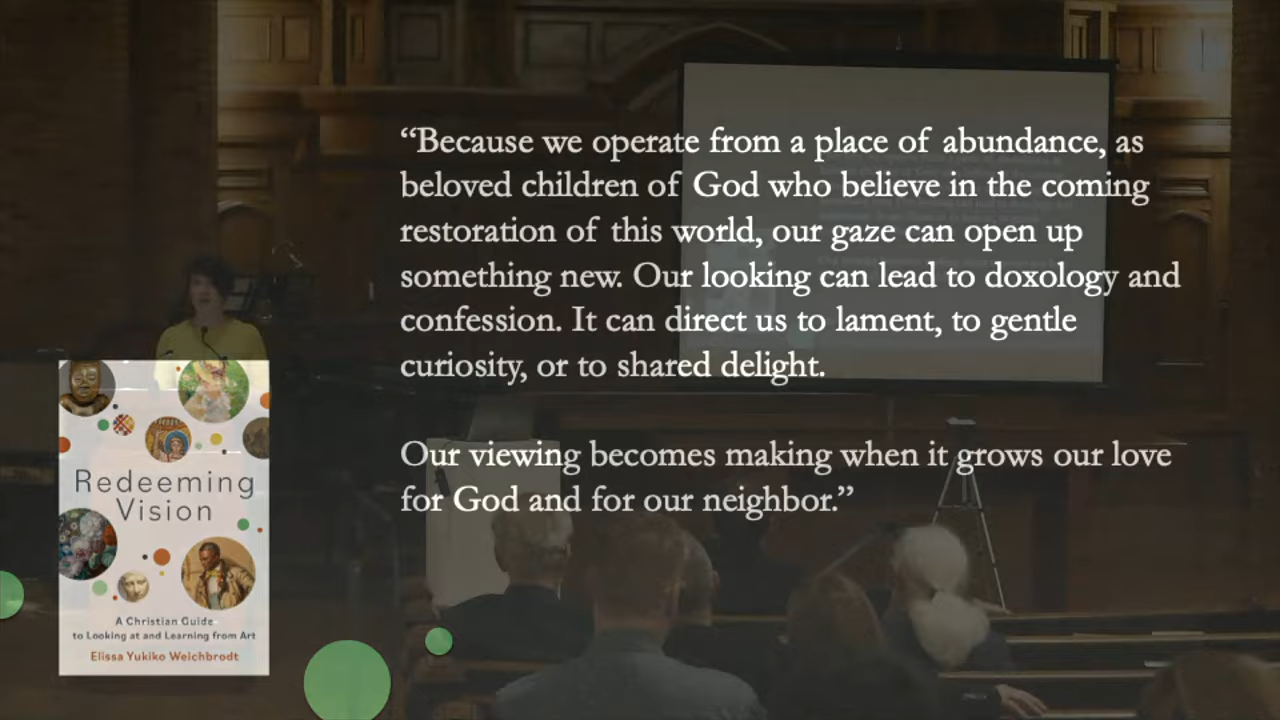 “Because we operate from a place of abundance, as
beloved children of God who believe in the coming
restoration of this world, our gaze can open up
something new. Our looking can lead to doxology and
confession. It can direct us to lament, to gentle
curiosity, or to shared delight.
Our viewing becomes making when it grows our love
for God and for our neighbor.”
Redeeming
Vision
A Christian Guide
to Looking at and Learning from Art
Elissa Yukiko Weichbrodt